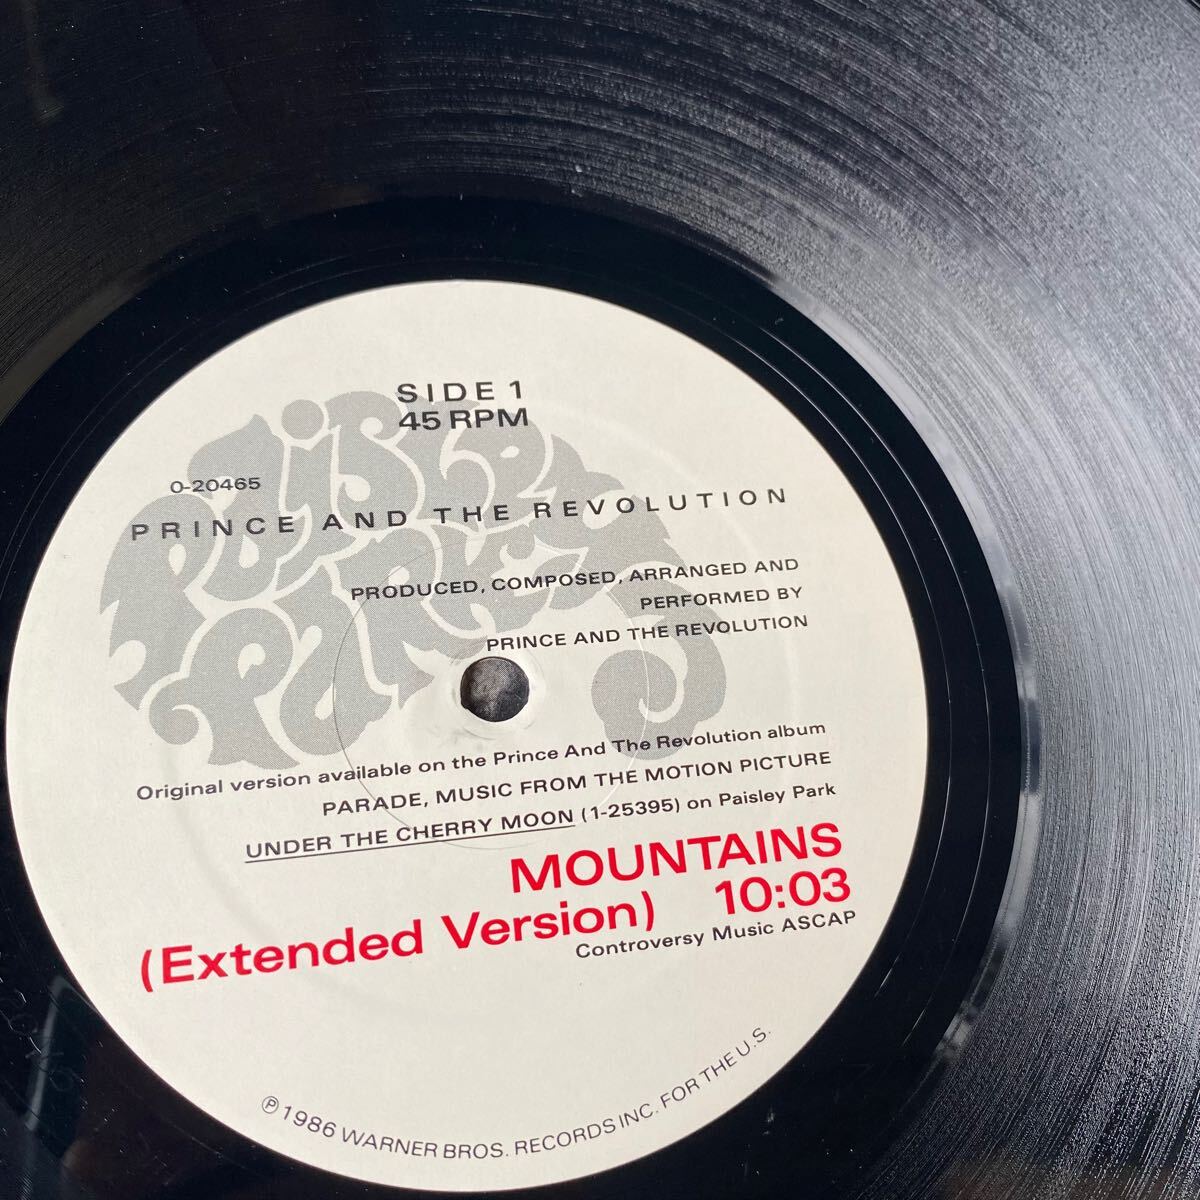 SIDE 1
45 RPM
0-20465
PAISLEY
PARK
PRINCE AND THE REVOLUTION
PRODUCED, COMPOSED, ARRANGED AND
PERFORMED BY
PRINCE AND THE REVOLUTION
Original version available on the Prince And The Revolution album
PARADE, MUSIC FROM THE MOTION PICTURE
UNDER THE CHERRY MOON (1-25395) on Paisley Park
MOUNTAINS
(Extended Version) 10:03
Controversy Music ASCAP
℗ 1986 WARNER BROS. RECORDS INC. FOR THE U.S.